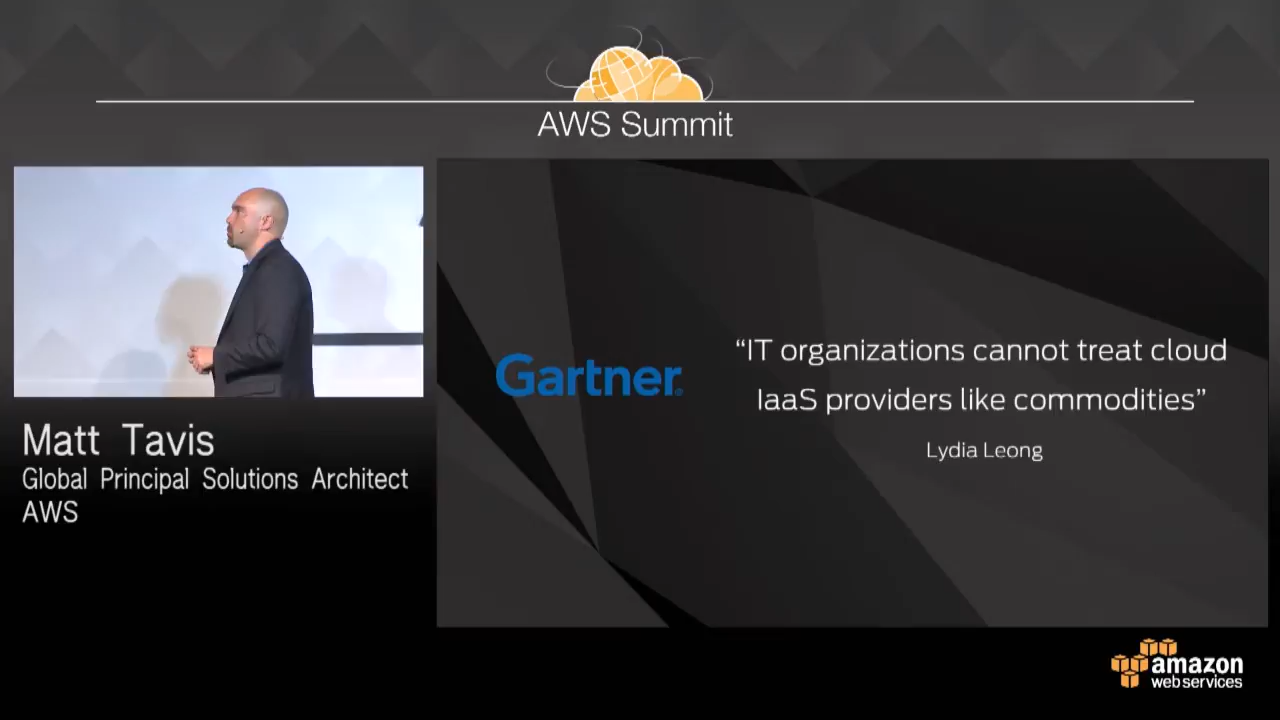 AWS Summit
Matt Tavis
Global Principal Solutions Architect
AWS
Gartner®
“IT organizations cannot treat cloud
IaaS providers like commodities”
Lydia Leong
amazon
web services